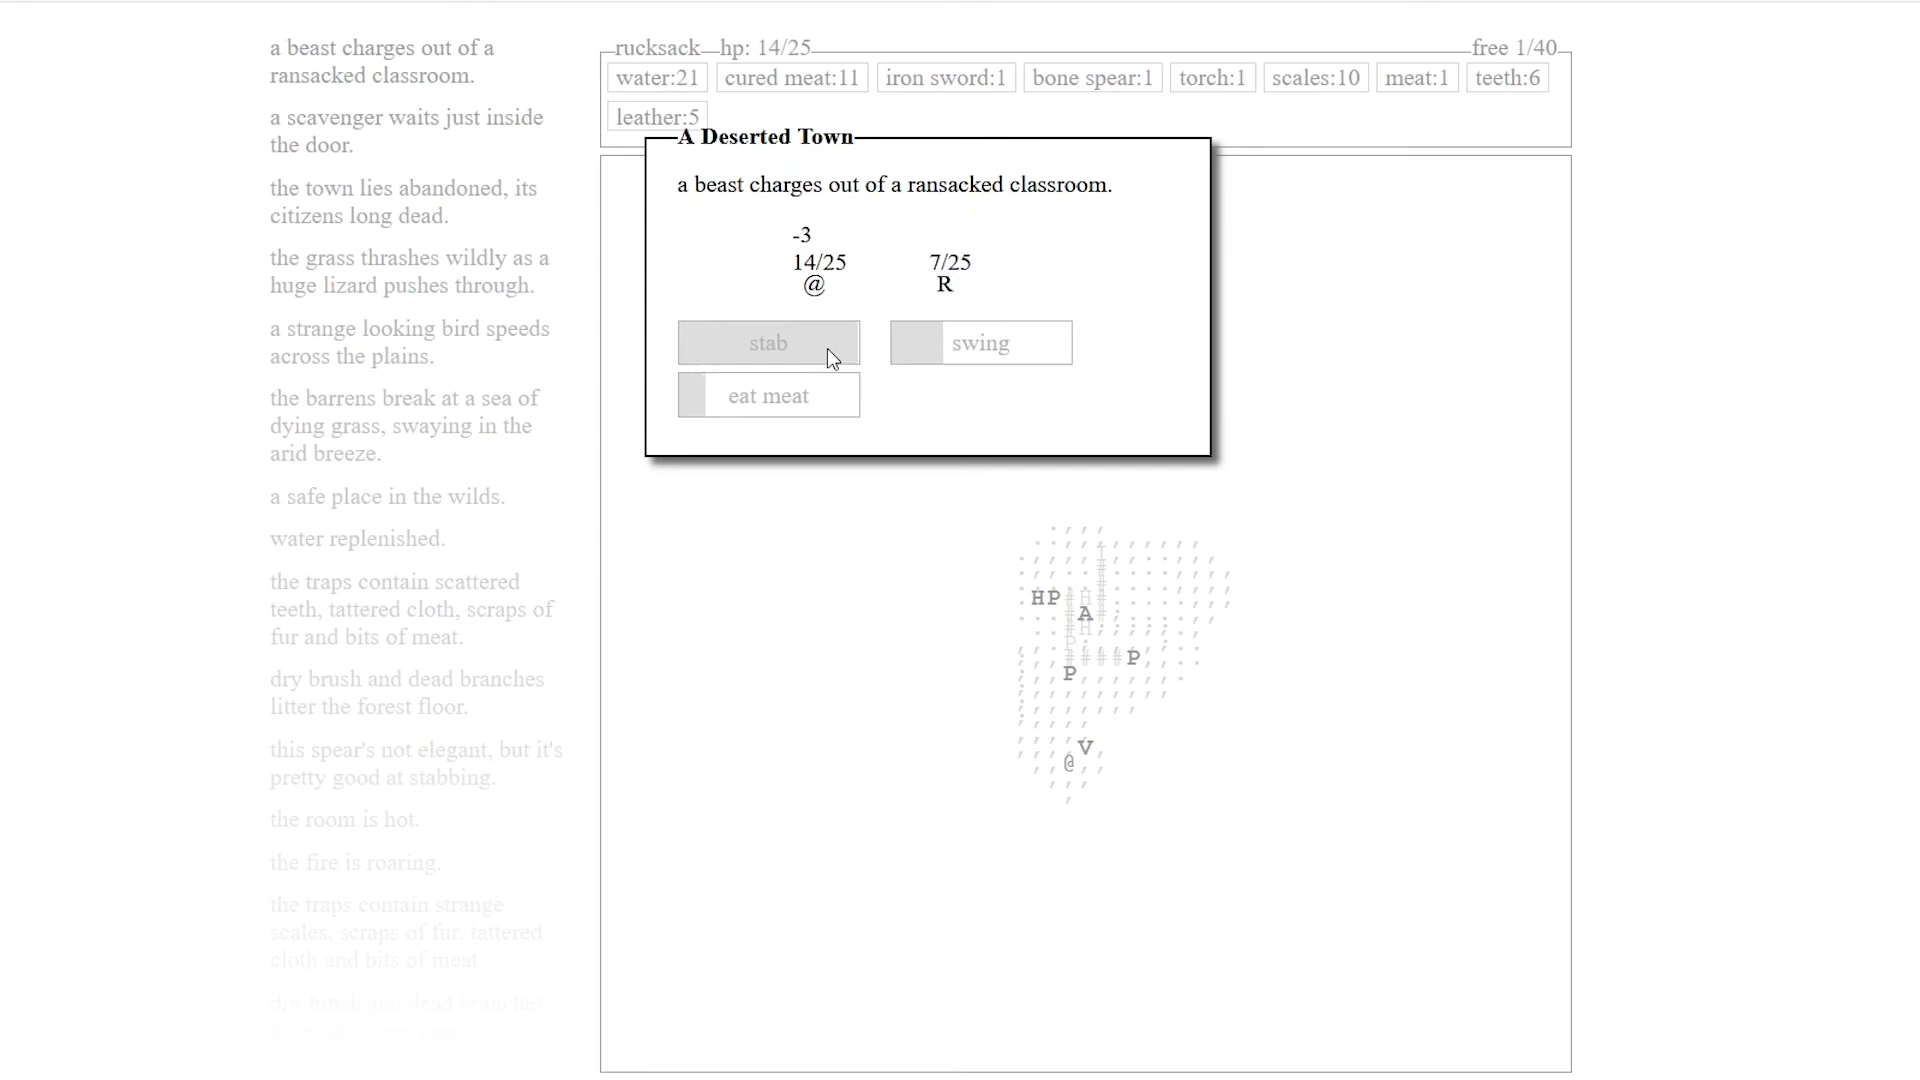 a beast charges out of a
ransacked classroom.
a scavenger waits just inside
the door.
the town lies abandoned, its
citizens long dead.
the grass thrashes wildly as a
huge lizard pushes through.
a strange looking bird speeds
across the plains.
the barrens break at a sea of
dying grass, swaying in the
arid breeze.
a safe place in the wilds.
water replenished.
the traps contain scattered
teeth, tattered cloth, scraps of
fur and bits of meat.
dry brush and dead branches
litter the forest floor.
this spear's not elegant, but it's
pretty good at stabbing.
the room is hot.
the fire is roaring.
the traps contain strange
scales, scraps of fur, tattered
cloth and bits of meat
dry brush and dead branches
rucksack hp: 14/25 free 1/40
water:21 cured meat:11 iron sword:1 bone spear:1 torch:1 scales:10 meat:1 teeth:6
leather:5
A Deserted Town
a beast charges out of a ransacked classroom.
-3
14/25 7/25
@ R
stab swing
eat meat
H P # H #
A
P
# # # # P
P
V
@